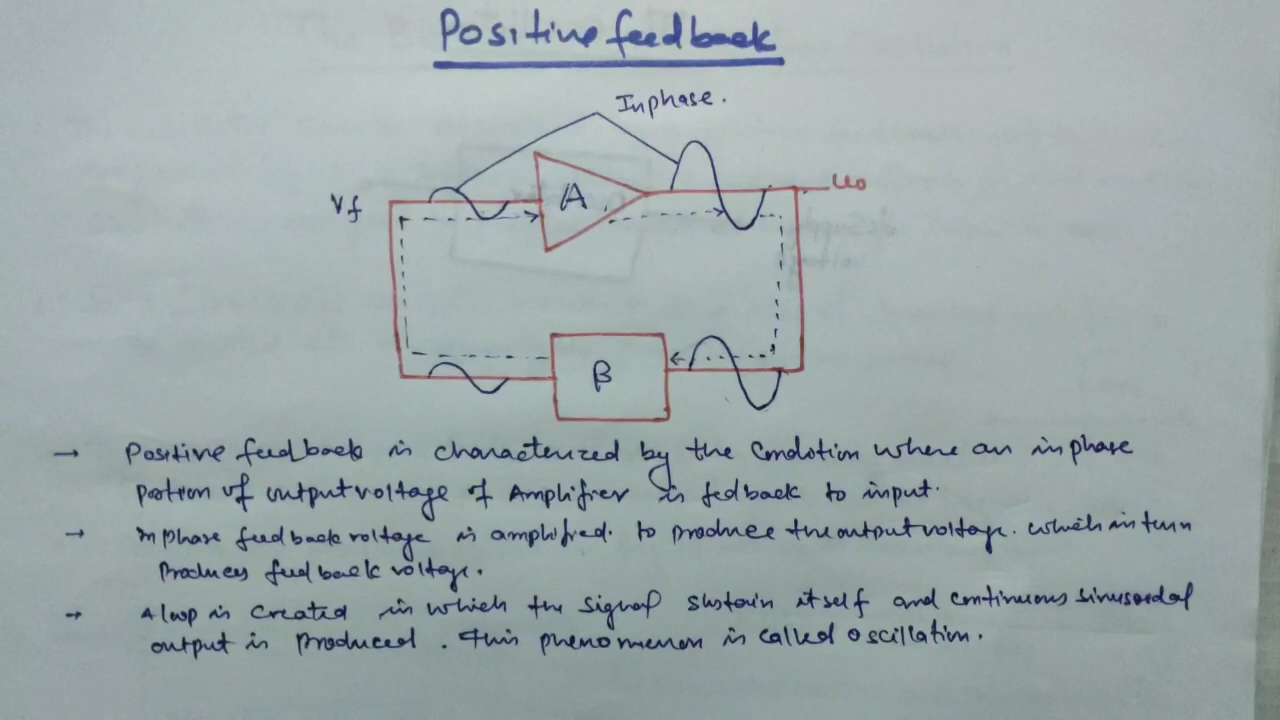 Positive feedback
Inphase.
Vf
A
uo
β
→ Positive feedback is characterized by the Condition where an inphase
portion of output voltage of Amplifier is fedback to input.
→ Inphase feedback voltage is amplified. to produce the output voltage. which in turn
Produces feedback voltage.
→ A loop is created in which the signal sustain itself and continuous sinusoidal
output is produced. This phenomenon is called oscillation.